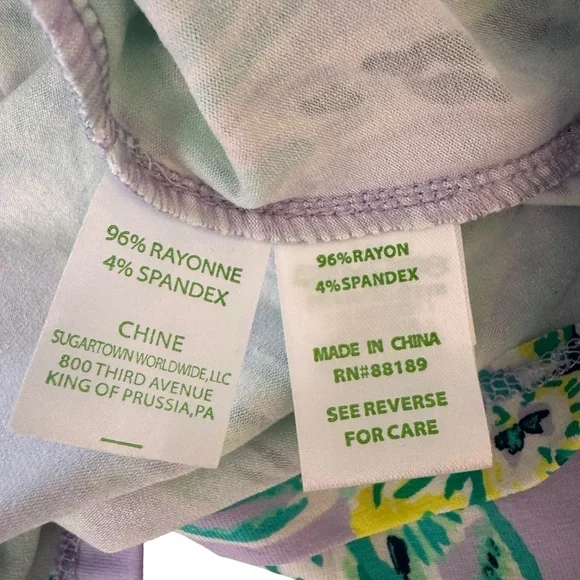 96% RAYONNE
4% SPANDEX
CHINE
SUGARTOWN WORLDWIDE, LLC
800 THIRD AVENUE
KING OF PRUSSIA, PA
96% RAYON
4% SPANDEX
MADE IN CHINA
RN#88189
SEE REVERSE
FOR CARE